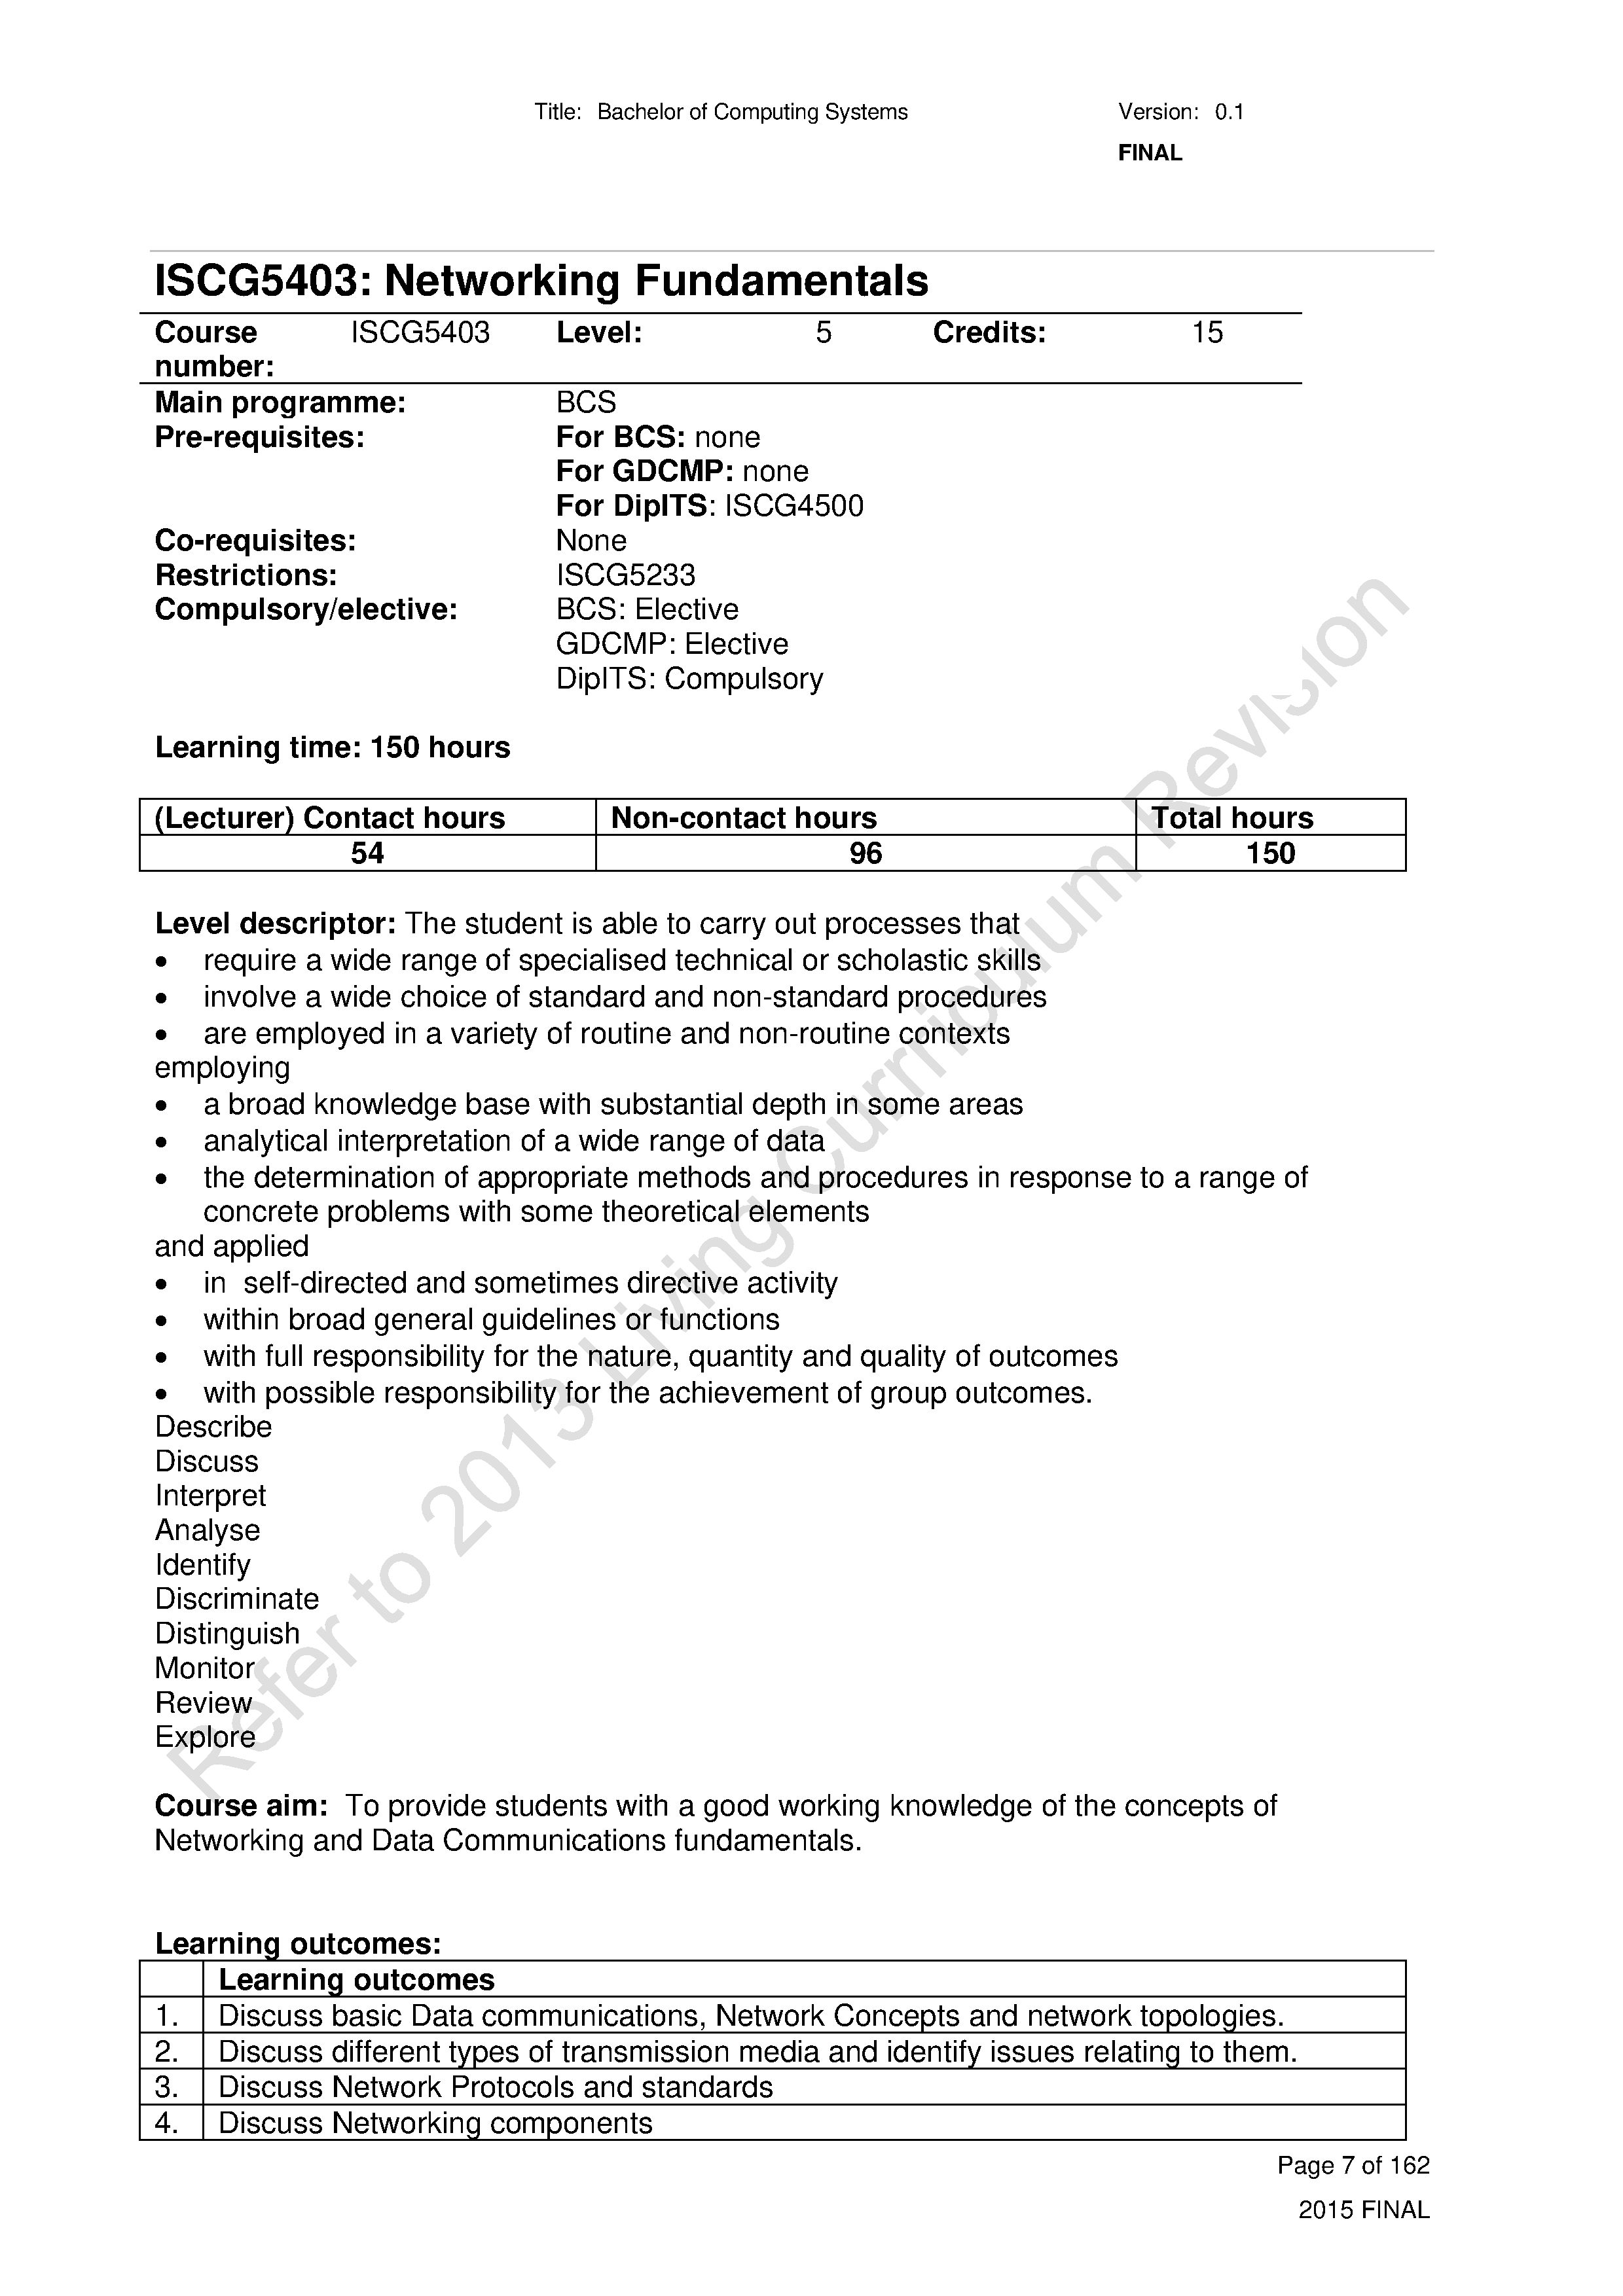 Title: Bachelor of Computing Systems Version: 0.1
FINAL
ISCG5403: Networking Fundamentals
Course ISCG5403 Level: 5 Credits: 15
number:
Main programme: BCS
Pre-requisites: For BCS: none
For GDCMP: none
For DipITS: ISCG4500
Co-requisites: None
Restrictions: ISCG5233
Compulsory/elective: BCS: Elective
GDCMP: Elective
DipITS: Compulsory
Learning time: 150 hours
(Lecturer) Contact hours Non-contact hours Total hours
54 96 150
Level descriptor: The student is able to carry out processes that
• require a wide range of specialised technical or scholastic skills
• involve a wide choice of standard and non-standard procedures
• are employed in a variety of routine and non-routine contexts
employing
• a broad knowledge base with substantial depth in some areas
• analytical interpretation of a wide range of data
• the determination of appropriate methods and procedures in response to a range of
concrete problems with some theoretical elements
and applied
• in self-directed and sometimes directive activity
• within broad general guidelines or functions
• with full responsibility for the nature, quantity and quality of outcomes
• with possible responsibility for the achievement of group outcomes.
Describe
Discuss
Interpret
Analyse
Identify
Discriminate
Distinguish
Monitor
Review
Explore
Course aim: To provide students with a good working knowledge of the concepts of
Networking and Data Communications fundamentals.
Learning outcomes:
Learning outcomes
1. Discuss basic Data communications, Network Concepts and network topologies.
2. Discuss different types of transmission media and identify issues relating to them.
3. Discuss Network Protocols and standards
4. Discuss Networking components
Page 7 of 162
2015 FINAL
Refer to 2013 Living Curriculum Revision